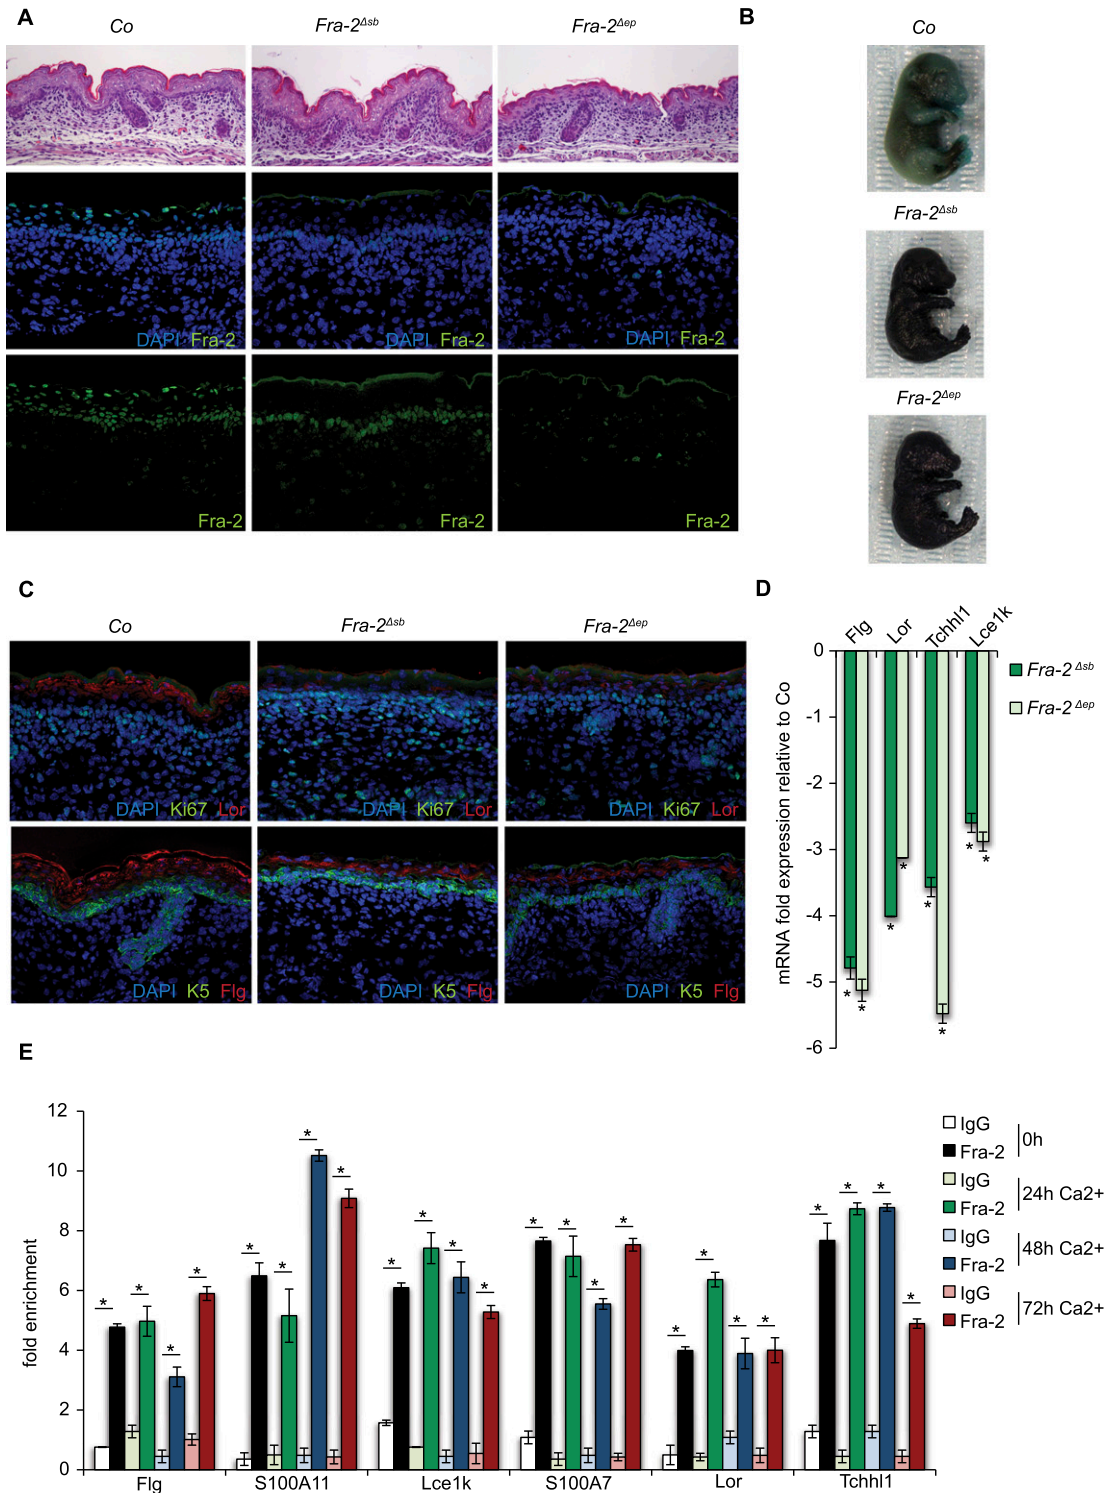 A
Co
Fra-2Δsb
Fra-2Δep
DAPI Fra-2
DAPI Fra-2
DAPI Fra-2
Fra-2
Fra-2
Fra-2
B
Co
Fra-2Δsb
Fra-2Δep
C
Co
Fra-2Δsb
Fra-2Δep
DAPI Ki67 Lor
DAPI Ki67 Lor
DAPI Ki67 Lor
DAPI K5 Flg
DAPI K5 Flg
DAPI K5 Flg
D
Flg
Lor
Tchhl1
Lce1k
mRNA fold expression relative to Co
0
-1
-2
-3
-4
-5
-6
* * * * * * * *
Fra-2 Δsb
Fra-2 Δep
E
fold enrichment
12
10
8
6
4
2
0
* * * * * * * * * * * * * * * * * * * * * * * *
Flg S100A11 Lce1k S100A7 Lor Tchhl1
IgG
Fra-2
0h
IgG
Fra-2
24h Ca2+
IgG
Fra-2
48h Ca2+
IgG
Fra-2
72h Ca2+